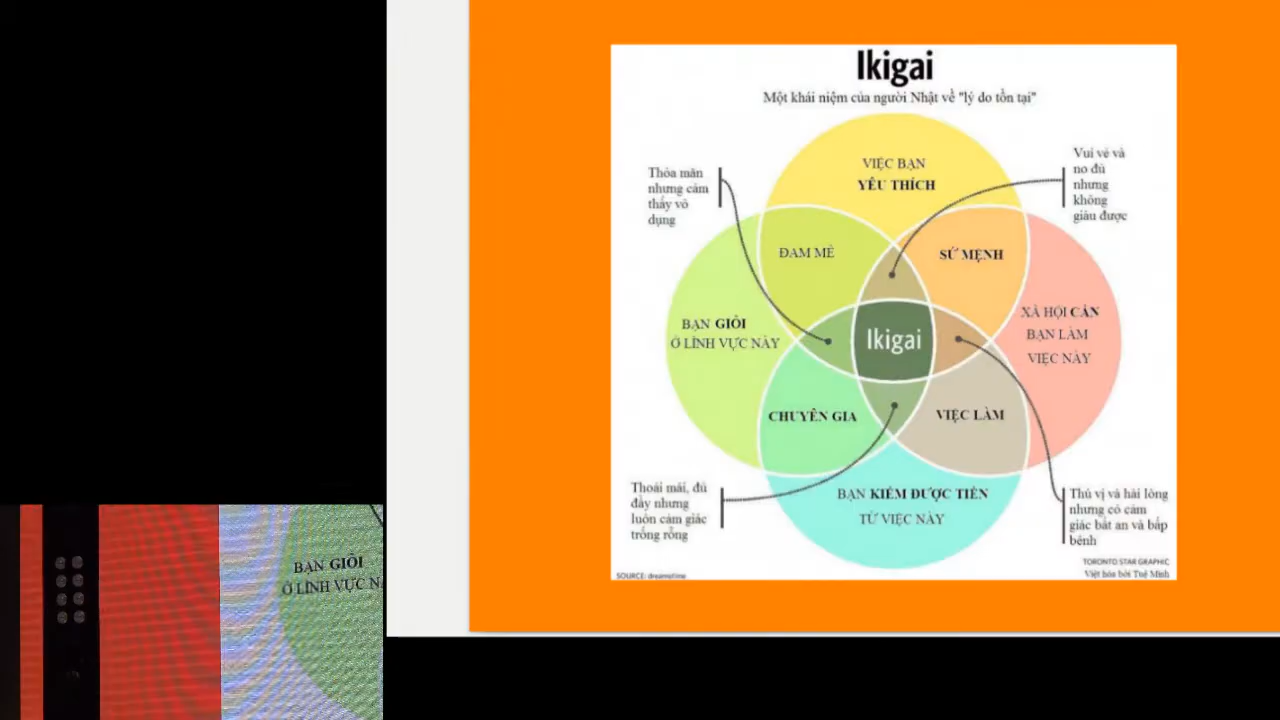 Ikigai
Một khái niệm của người Nhật về "lý do tồn tại"
VIỆC BẠN
YÊU THÍCH
Thỏa mãn
nhưng cảm
thấy vô
dụng
Vui vẻ và
no đủ
nhưng
không
giàu được
ĐAM MÊ
SỨ MỆNH
BẠN GIỎI
Ở LĨNH VỰC NÀY
Ikigai
XÃ HỘI CẦN
BẠN LÀM
VIỆC NÀY
CHUYÊN GIA
VIỆC LÀM
BẠN KIẾM ĐƯỢC TIỀN
TỪ VIỆC NÀY
Thoải mái, đủ
đầy nhưng
luôn cảm giác
trống rỗng
Thú vị và hài lòng
nhưng có cảm
giác bất an và bấp
bênh
SOURCE: dreamstime
TORONTO STAR GRAPHIC
Việt hóa bởi Tuệ Minh
BẠN GIỎI
Ở LĨNH VỰC N